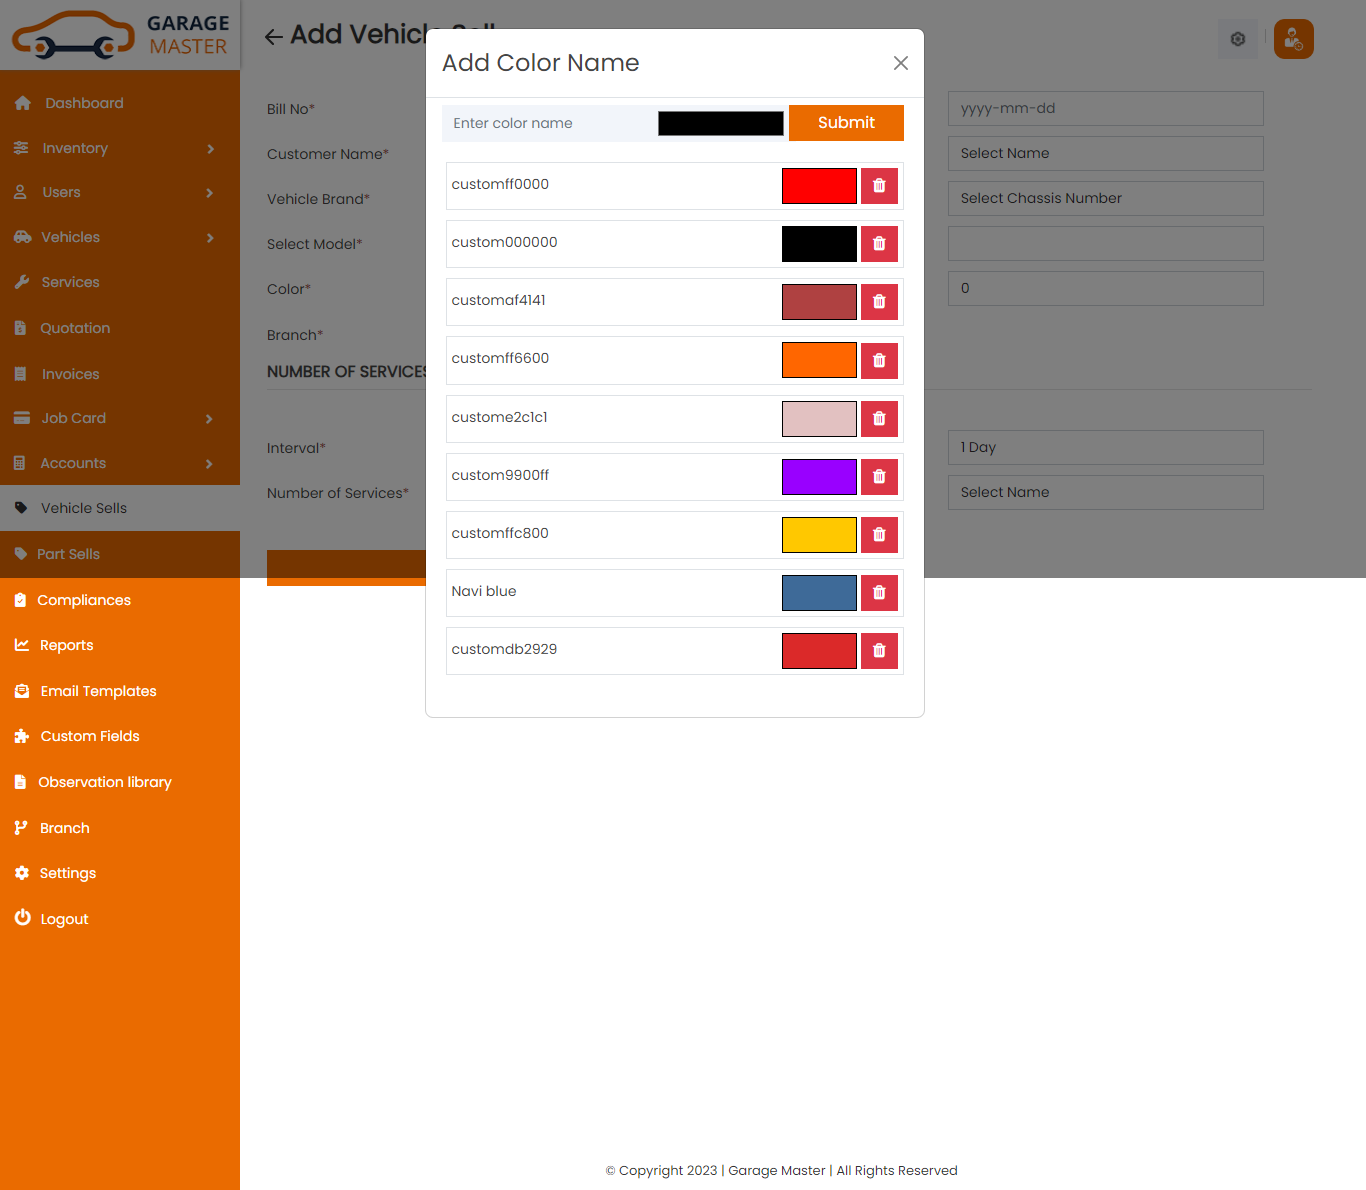 GARAGE
MASTER
Dashboard
Inventory
Users
Vehicles
Services
Quotation
Invoices
Job Card
Accounts
Vehicle Sells
Part Sells
Compliances
Reports
Email Templates
Custom Fields
Observation library
Branch
Settings
Logout
Add Vehicle Sell
Bill No*
yyyy-mm-dd
Customer Name*
Select Name
Vehicle Brand*
Select Chassis Number
Select Model*
Color*
0
Branch*
NUMBER OF SERVICES
Interval*
1 Day
Number of Services*
Select Name
Add Color Name
Enter color name
Submit
customff0000
custom000000
customaf4141
customff6600
custome2c1c1
custom9900ff
customffc800
Navi blue
customdb2929
© Copyright 2023 | Garage Master | All Rights Reserved